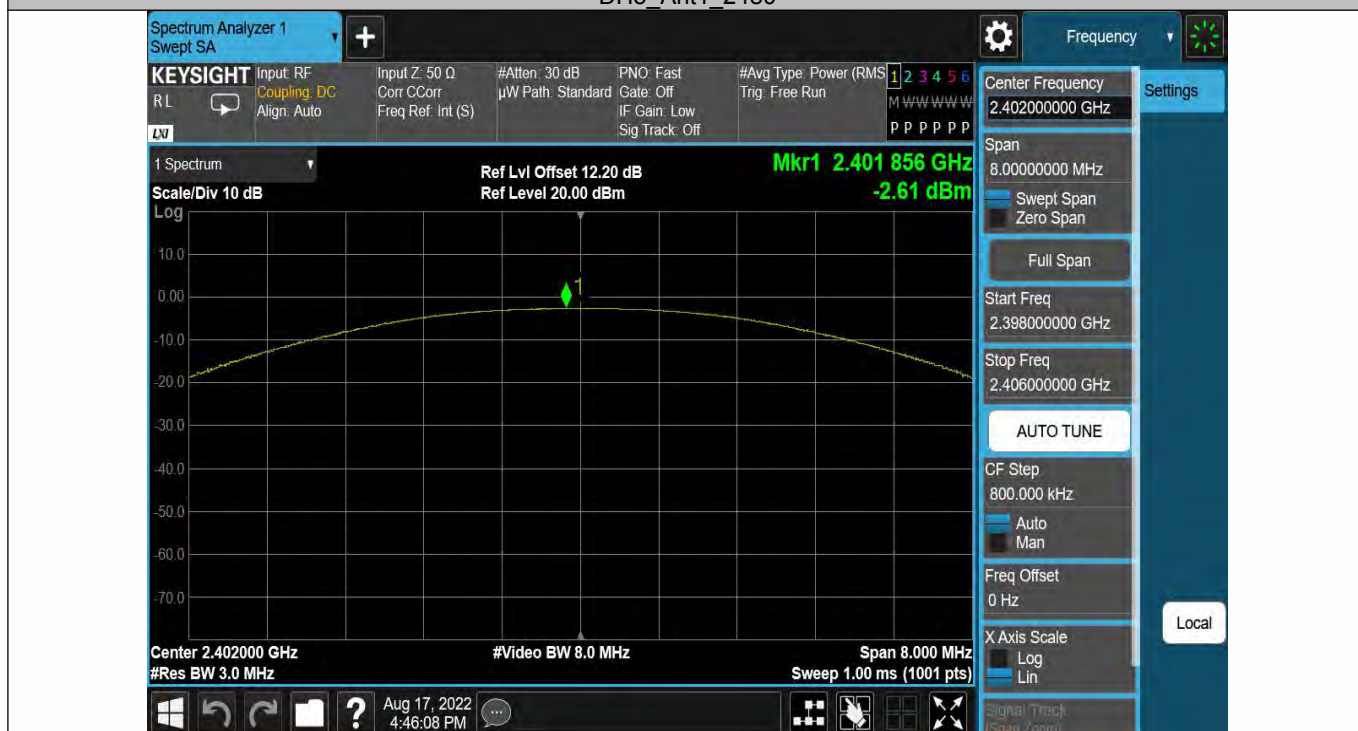 Spectrum Analyzer 1
Swept SA
+
Frequency
KEYSIGHT
RL
LXI
Input: RF
Coupling: DC
Align: Auto
Input Z: 50 Ω
Corr CCorr
Freq Ref: Int (S)
#Atten: 30 dB
µW Path: Standard
PNO: Fast
Gate: Off
IF Gain: Low
Sig Track: Off
#Avg Type: Power (RMS
Trig: Free Run
1 2 3 4 5 6
M W W W W W
P P P P P P
Center Frequency
2.402000000 GHz
Settings
Span
8.00000000 MHz
Swept Span
Zero Span
Full Span
Start Freq
2.398000000 GHz
Stop Freq
2.406000000 GHz
AUTO TUNE
CF Step
800.000 kHz
Auto
Man
Freq Offset
0 Hz
X Axis Scale
Log
Lin
Signal Track
(Span Zoom)
Local
1 Spectrum
Scale/Div 10 dB
Ref Lvl Offset 12.20 dB
Ref Level 20.00 dBm
Mkr1 2.401 856 GHz
-2.61 dBm
Log
10.0
0.00
-10.0
-20.0
-30.0
-40.0
-50.0
-60.0
-70.0
1
Center 2.402000 GHz
#Video BW 8.0 MHz
Span 8.000 MHz
#Res BW 3.0 MHz
Sweep 1.00 ms (1001 pts)
?
Aug 17, 2022
4:46:08 PM